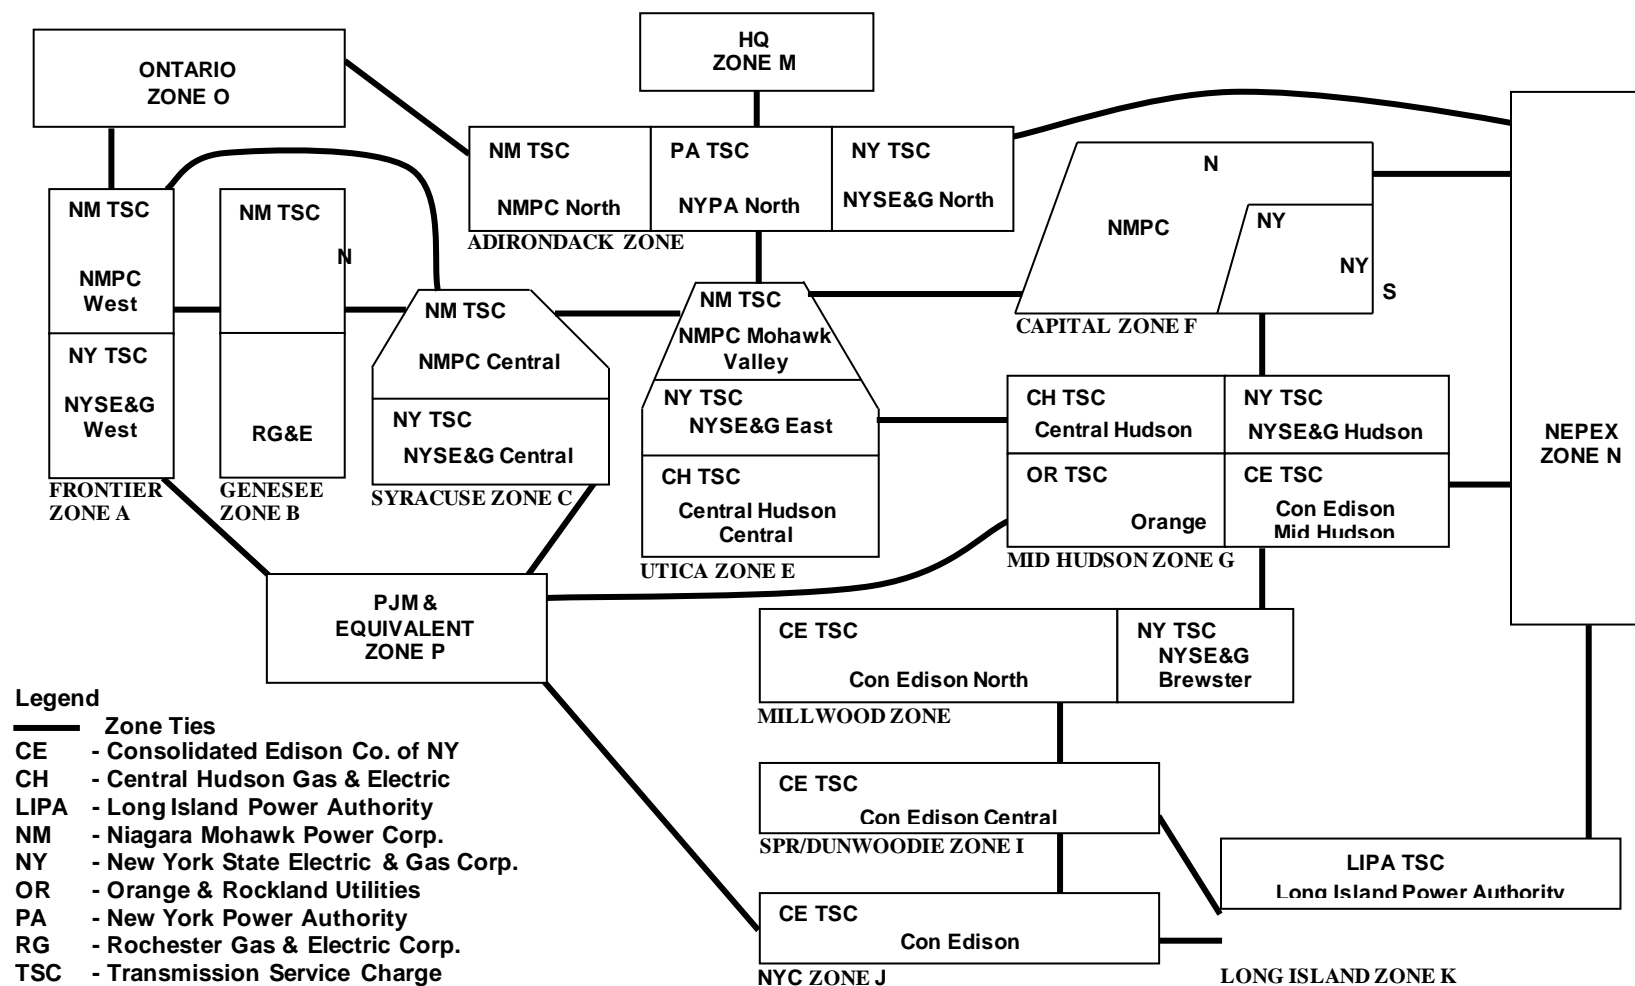 HQ
ZONE M
ONTARIO
ZONE O
NM TSC
NMPC North
PA TSC
NYPA North
NY TSC
NYSE&G North
ADIRONDACK ZONE
N
NMPC
NY
NY
S
CAPITAL ZONE F
NM TSC
NMPC
West
NY TSC
NYSE&G
West
FRONTIER
ZONE A
NM TSC
N
RG&E
GENESEE
ZONE B
NM TSC
NMPC Central
NY TSC
NYSE&G Central
SYRACUSE ZONE C
NM TSC
NMPC Mohawk
Valley
NY TSC
NYSE&G East
CH TSC
Central Hudson
Central
UTICA ZONE E
CH TSC
Central Hudson
NY TSC
NYSE&G Hudson
OR TSC
Orange
CE TSC
Con Edison
Mid Hudson
MID HUDSON ZONE G
NEPEX
ZONE N
PJM &
EQUIVALENT
ZONE P
CE TSC
Con Edison North
NY TSC
NYSE&G
Brewster
MILLWOOD ZONE
CE TSC
Con Edison Central
SPR/DUNWOODIE ZONE I
CE TSC
Con Edison
NYC ZONE J
LIPA TSC
Long Island Power Authority
LONG ISLAND ZONE K
Legend
Zone Ties
CE - Consolidated Edison Co. of NY
CH - Central Hudson Gas & Electric
LIPA - Long Island Power Authority
NM - Niagara Mohawk Power Corp.
NY - New York State Electric & Gas Corp.
OR - Orange & Rockland Utilities
PA - New York Power Authority
RG - Rochester Gas & Electric Corp.
TSC - Transmission Service Charge